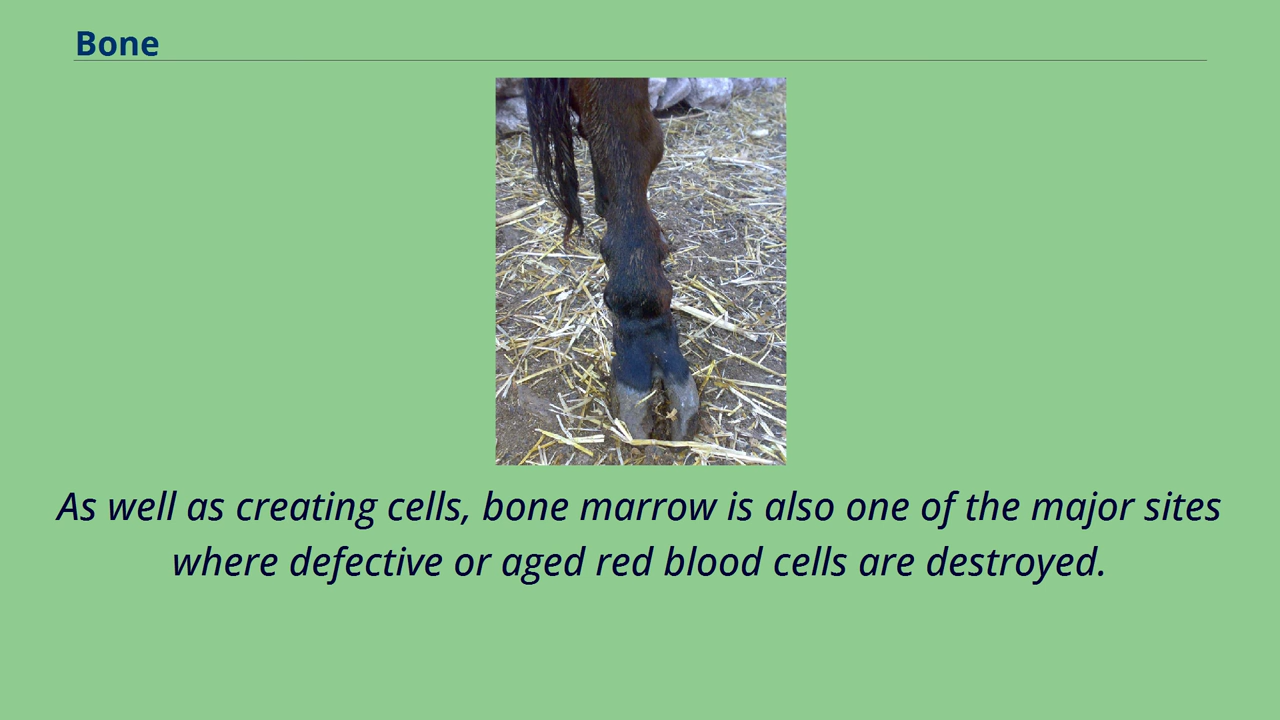 Bone
As well as creating cells, bone marrow is also one of the major sites
where defective or aged red blood cells are destroyed.